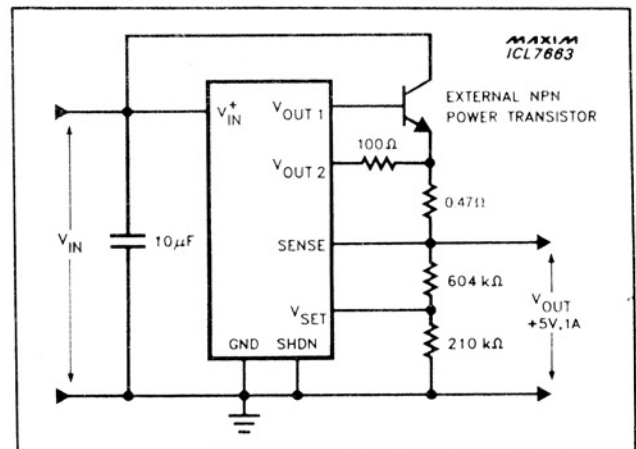 MAXIM
ICL7663
EXTERNAL NPN
POWER TRANSISTOR
V+IN
VOUT 1
100Ω
VOUT 2
0.47Ω
VIN
10μF
SENSE
604 kΩ
VOUT
+5V, 1A
VSET
210 kΩ
GND
SHDN